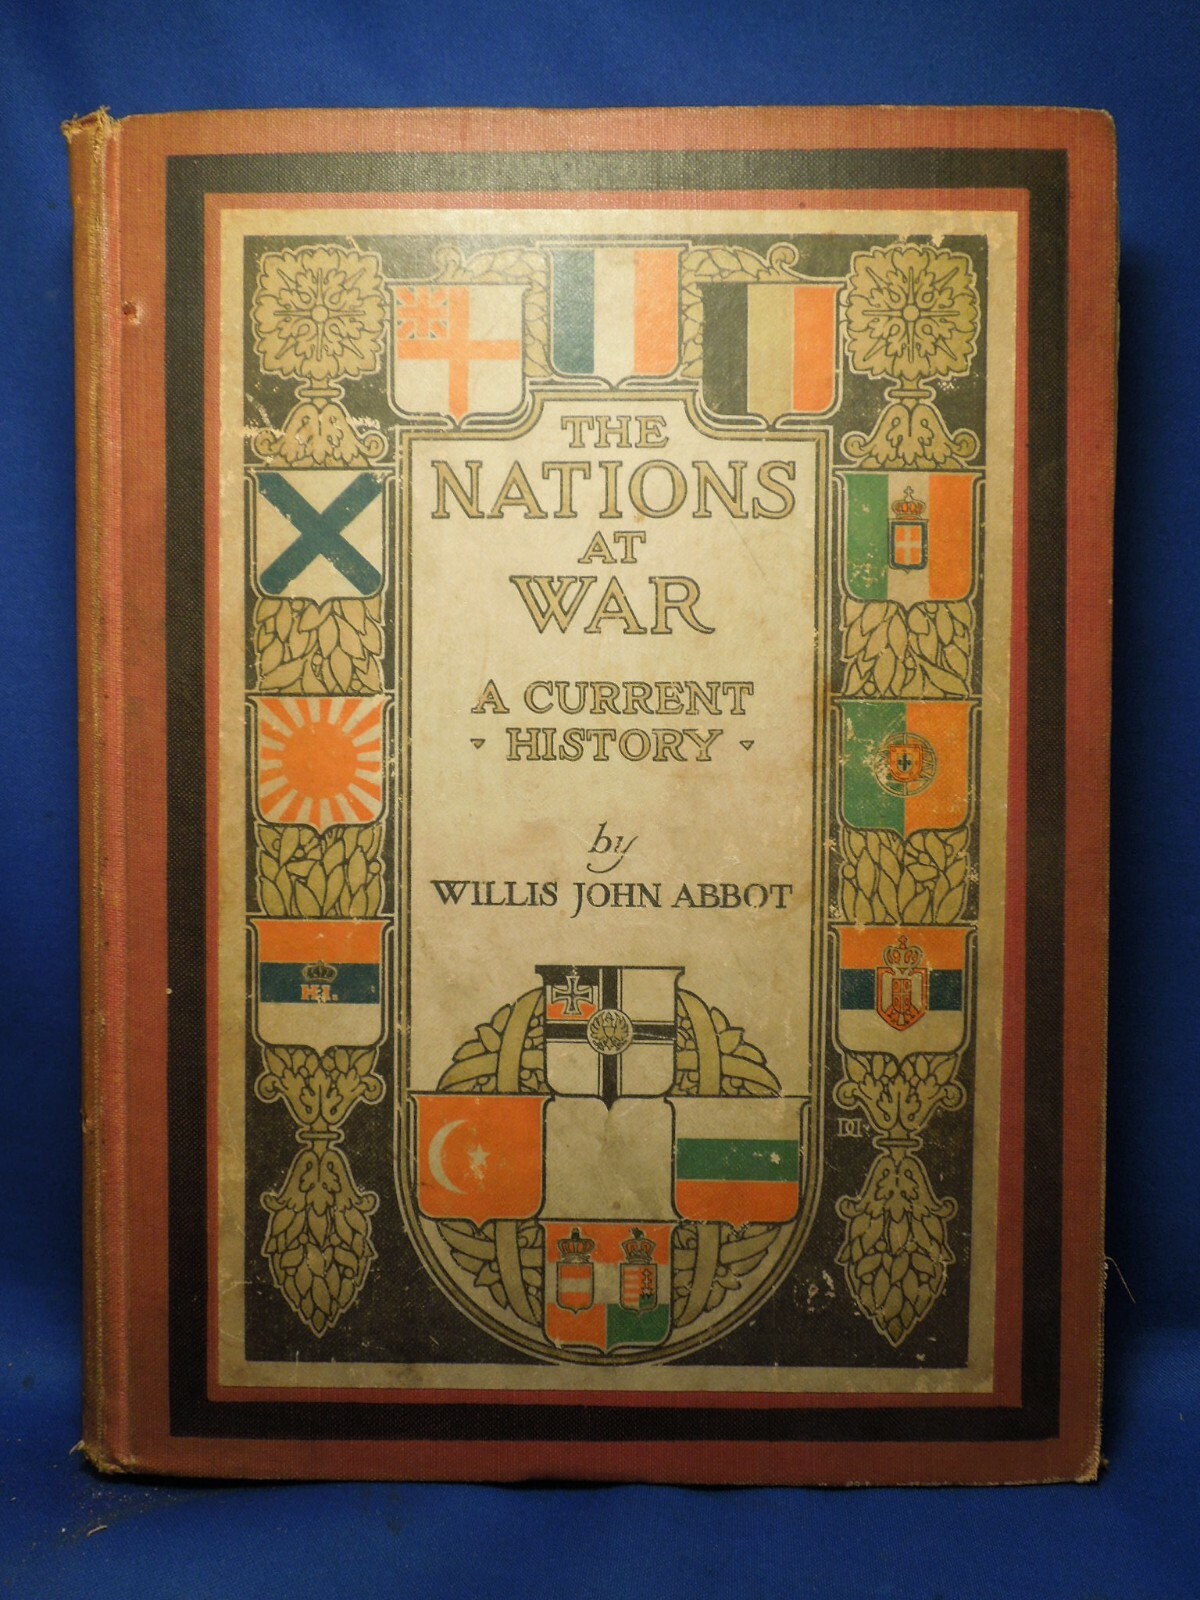 THE
NATIONS
AT
WAR
A CURRENT
HISTORY
by
WILLIS JOHN ABBOT
H.I.